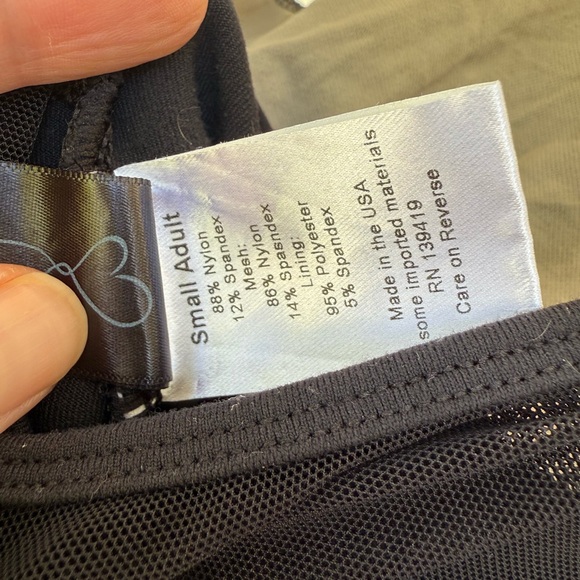 Small Adult
88% Nylon
12% Spandex
Mesh:
86% Nylon
14% Spasndex
Lining:
95% Polyester
5% Spandex
Made in the USA
some imported materials
RN 139419
Care on Reverse